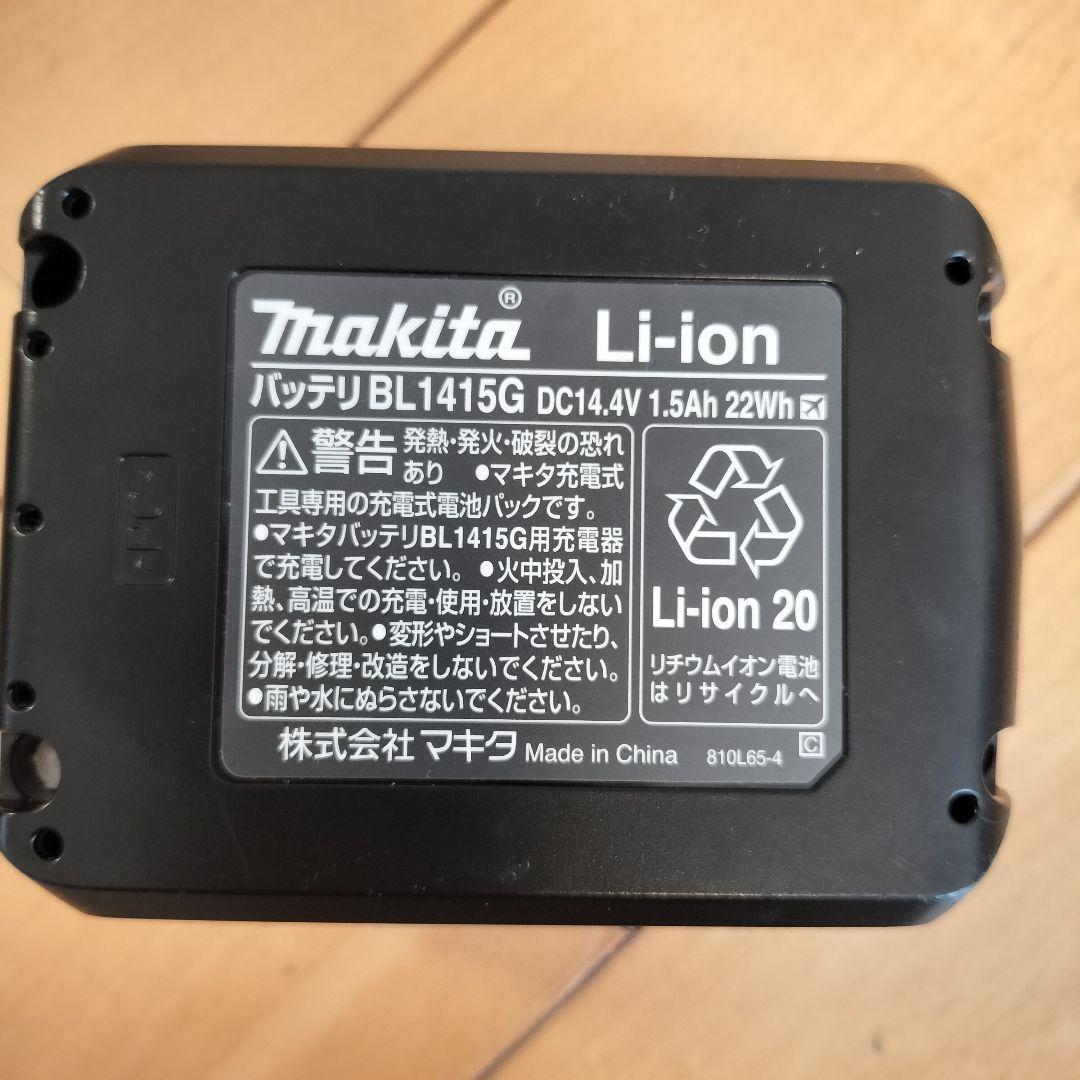 makita® Li-ion
バッテリ BL1415G DC14.4V 1.5Ah 22Wh
警告 発熱・発火・破裂の恐れ
あり ●マキタ充電式
工具専用の充電式電池パックです。
●マキタバッテリBL1415G用充電器
で充電してください。 ●火中投入、加
熱、高温での充電・使用・放置をしない
でください。●変形やショートさせたり、
分解・修理・改造をしないでください。
●雨や水にぬらさないでください。
Li-ion 20
リチウムイオン電池
はリサイクルへ
株式会社 マキタ Made in China 810L65-4 C